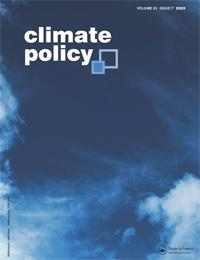 VOLUME 23 ISSUE 7 2023
climate
policy
Taylor & Francis